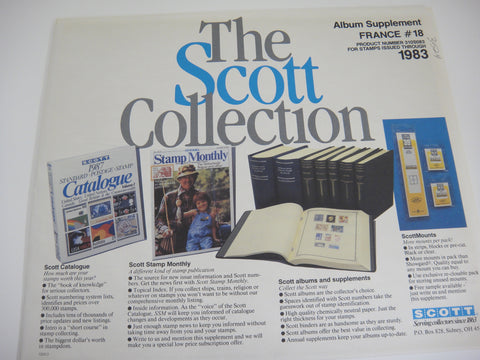 Album Supplement
FRANCE #18
PRODUCT NUMBER 310S083
FOR STAMPS ISSUED THROUGH
1983
The
Scott
Collection
SCOTT
1987
STANDARD·POSTAGE·STAMP
Catalogue
Stamp Monthly
Scott Catalogue
How much are your
stamps worth this year?
■ The "book of knowledge"
for serious collectors.
■ Scott numbering system lists,
identifies and prices over
300,000 stamps.
■ Includes tens of thousands of
price updates and new listings.
■ Intro is a "short course" in
stamp collecting.
■ The biggest dollar's worth
in stampdom.
Scott Stamp Monthly
A different kind of stamp publication
■ The source for new issue information and Scott num-
bers. Get the news first with Scott Stamp Monthly.
■ Topical Index. If you collect ships, trains, religion or
whatever on stamps you won't want to be without our
comprehensive monthly listing.
■ Inside information. As the "voice" of the Scott
Catalogue, SSM will keep you informed of catalogue
changes and developments as they occur.
■ Just enough stamp news to keep you informed without
taking time away from you and your stamps.
■ Write to us and mention this supplement and we will
make you a special low price subscription offer.
Scott albums and supplements
Collect the Scott way
■ Scott albums are the collector's choice.
■ Spaces identified with Scott numbers take the
guesswork out of stamp identification.
■ High quality chemically neutral paper. Just the
right thickness for your stamps.
■ Scott binders are as handsome as they are sturdy.
■ Scott albums offer the best value in collecting.
■ Annual supplements keep your albums up-to-date.
ScottMounts
More mounts per pack!
■ In strips, blocks or pre-cut.
Black or clear.
■ More mounts in pack than
Showgard®. Quality equal to
any mount you can buy.
■ An exclusive re-closable pack
for storing mounts.
■ Free sample available:
just write us and mention
this supplement.
SCOTT
Serving collectors since 1863
P.O. Box 828, Sidney, OH 45365